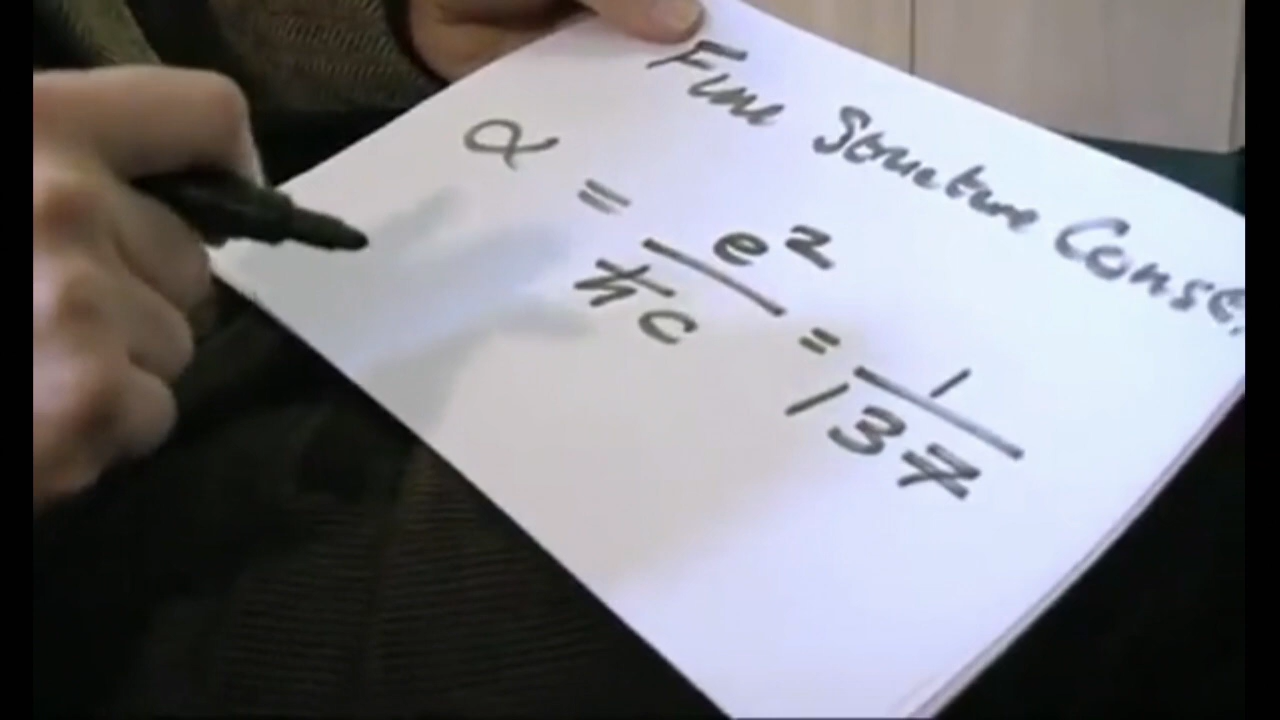 Fine Structure Const
α = e² / ħc = 1 / 137